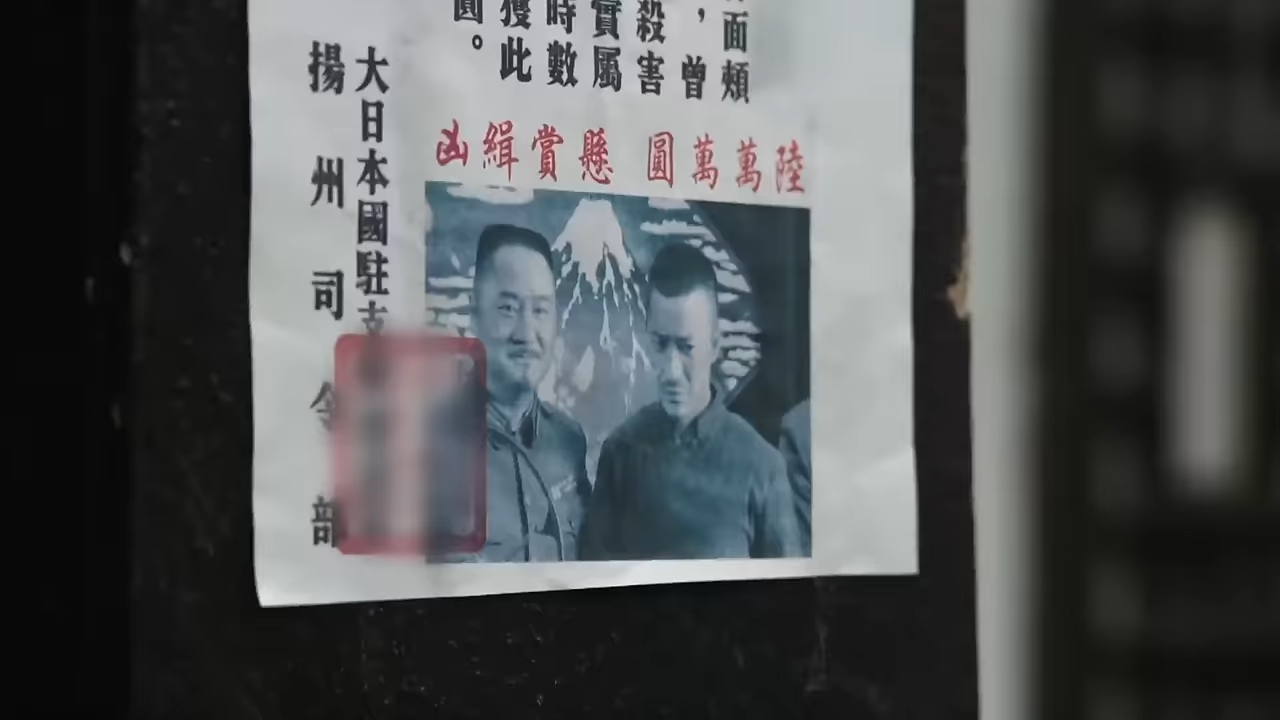 面頰
，曾
殺害
實屬
時數
獲此
圓。
陸萬萬圓 懸賞緝凶
大日本國駐支
揚州司令部